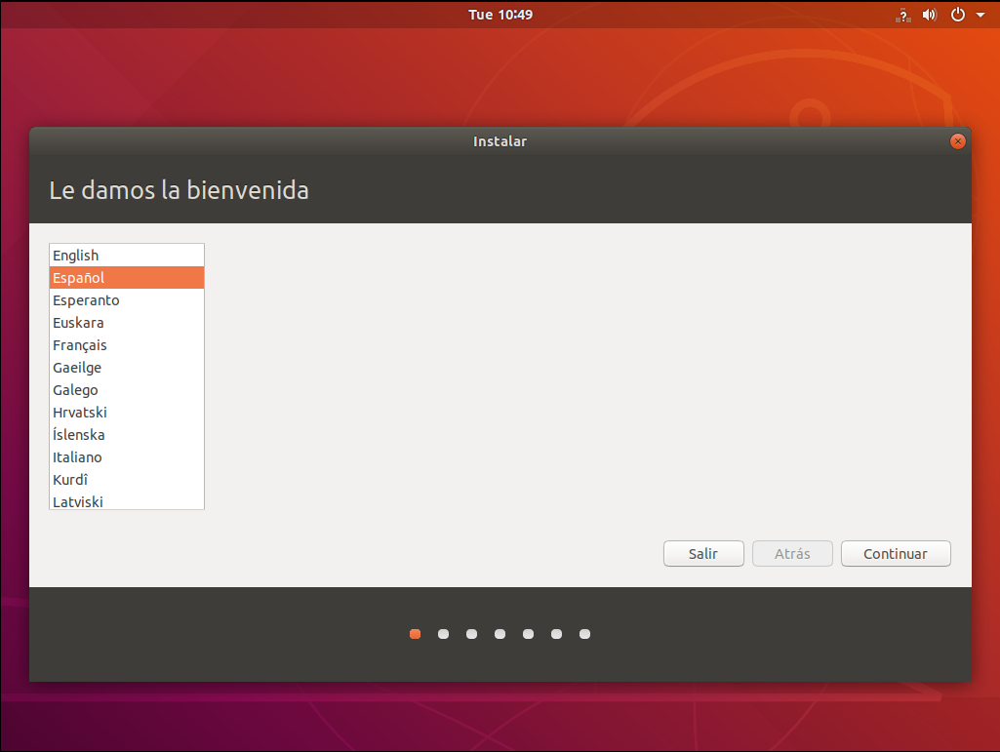 Tue 10:49
Instalar
Le damos la bienvenida
English
Español
Esperanto
Euskara
Français
Gaeilge
Galego
Hrvatski
Íslenska
Italiano
Kurdî
Latviski
Salir Atrás Continuar